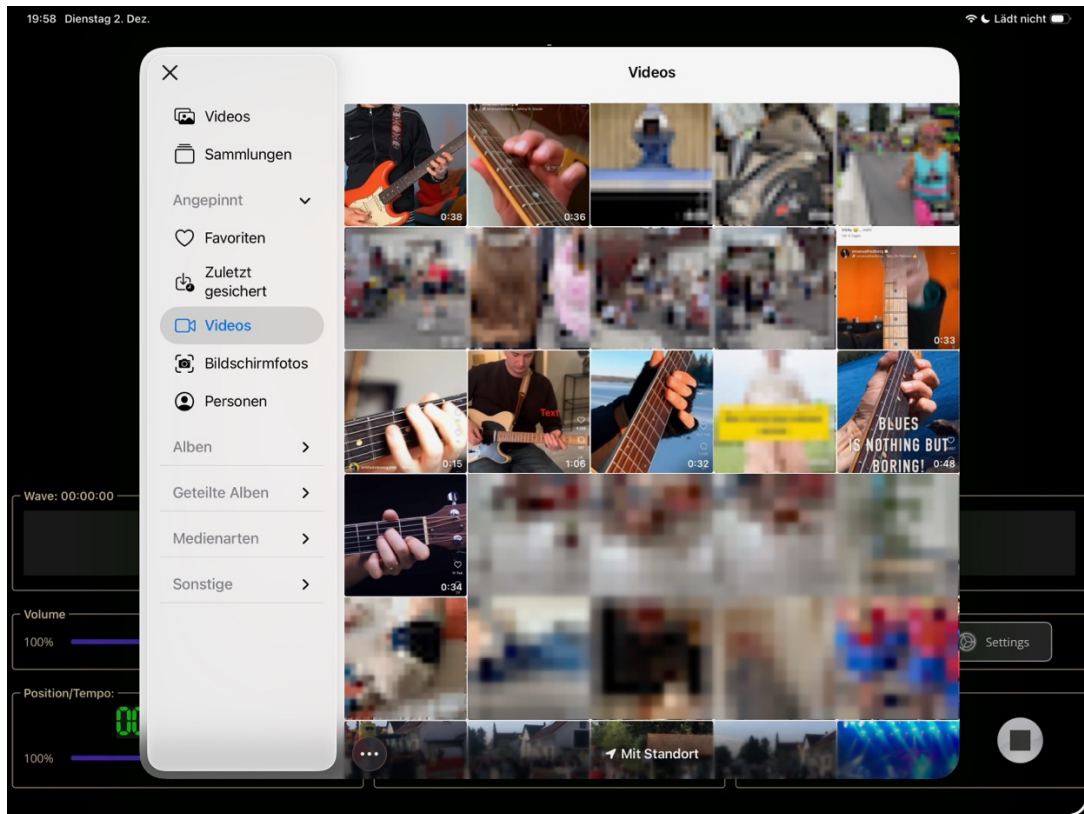 19:58 Dienstag 2. Dez.
Lädt nicht
Videos
Videos
Sammlungen
Angepinnt
Favoriten
Zuletzt
gesichert
Videos
Bildschirmfotos
Personen
Alben
Geteilte Alben
Medienarten
Sonstige
0:38
0:36
0:33
0:15
Text
1:06
0:32
BLUES
IS NOTHING BUT
BORING!
0:48
0:34
Mit Standort
Wave: 00:00:00
Volume
100%
Settings
Position/Tempo:
00
100%